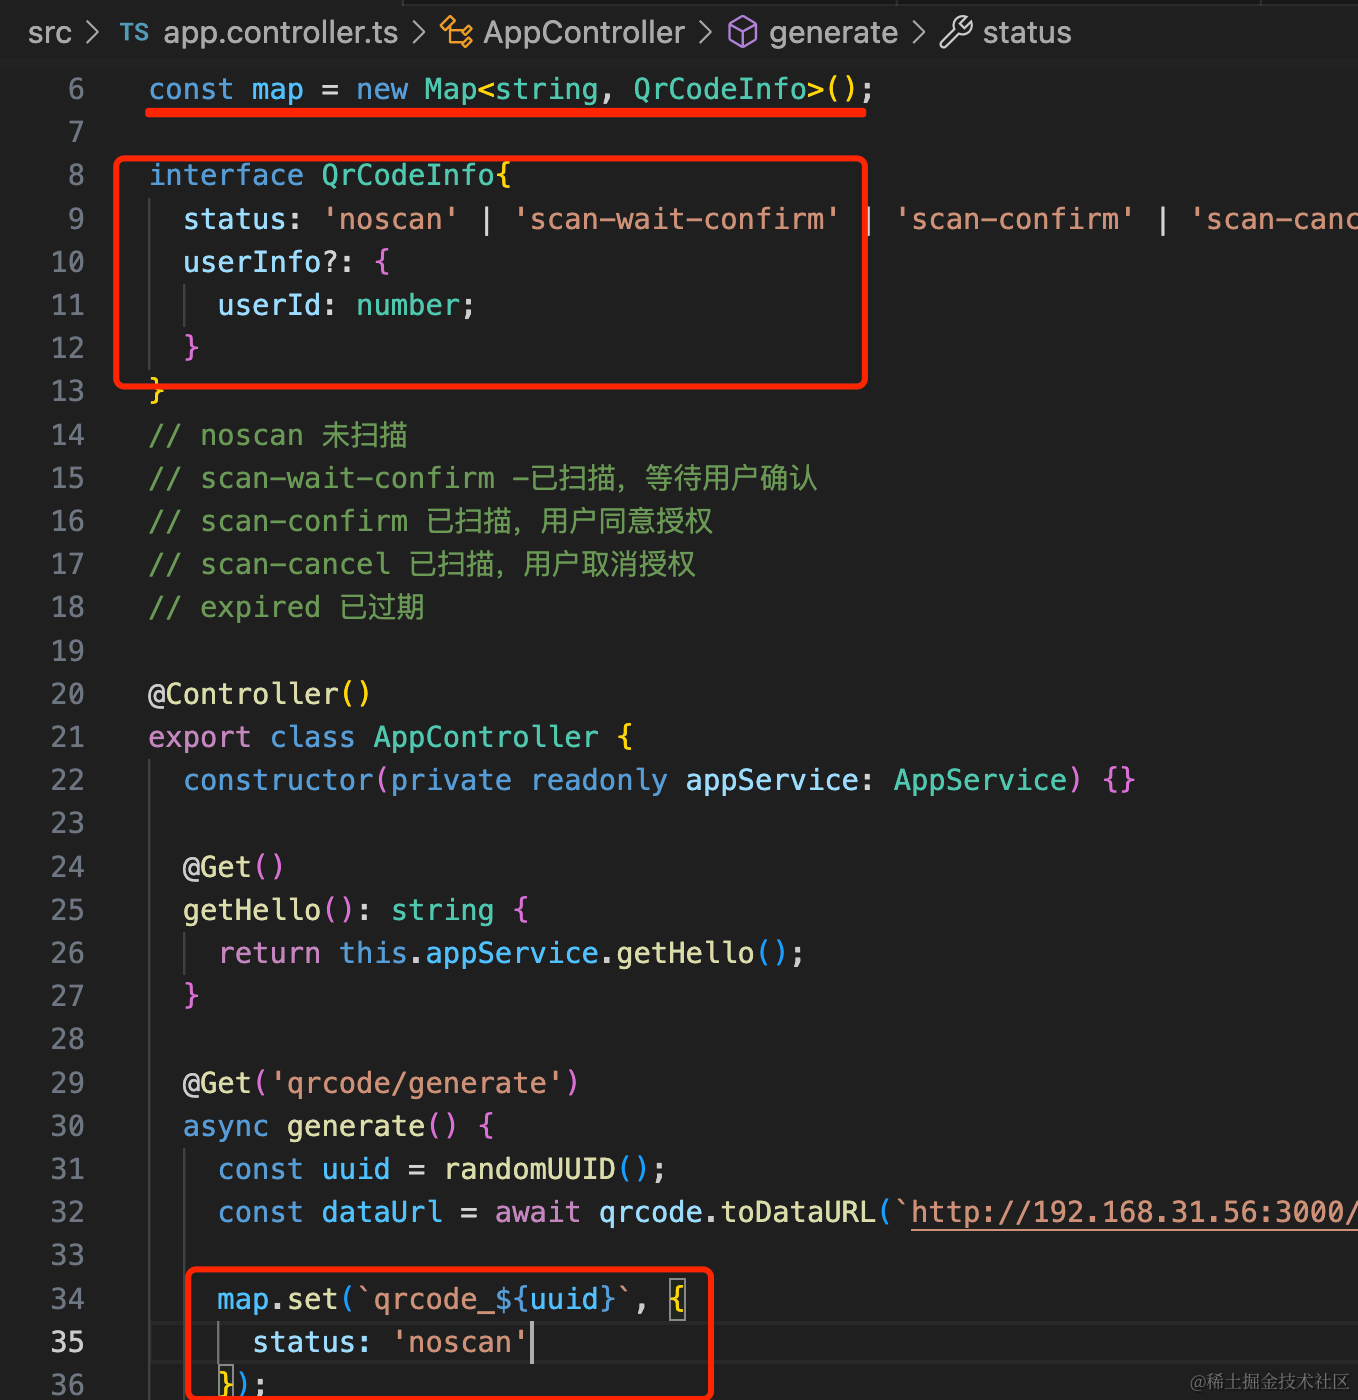 src > TS app.controller.ts > AppController > generate > status
6 const map = new Map<string, QrCodeInfo>();
7
8 interface QrCodeInfo{
9 status: 'noscan' | 'scan-wait-confirm' | 'scan-confirm' | 'scan-canc
10 userInfo?: {
11 userId: number;
12 }
13 }
14 // noscan 未扫描
15 // scan-wait-confirm -已扫描，等待用户确认
16 // scan-confirm 已扫描，用户同意授权
17 // scan-cancel 已扫描，用户取消授权
18 // expired 已过期
19
20 @Controller()
21 export class AppController {
22 constructor(private readonly appService: AppService) {}
23
24 @Get()
25 getHello(): string {
26 return this.appService.getHello();
27 }
28
29 @Get('qrcode/generate')
30 async generate() {
31 const uuid = randomUUID();
32 const dataUrl = await qrcode.toDataURL(`http://192.168.31.56:3000/
33
34 map.set(`qrcode_${uuid}`, {
35 status: 'noscan'
36 });
@稀土掘金技术社区